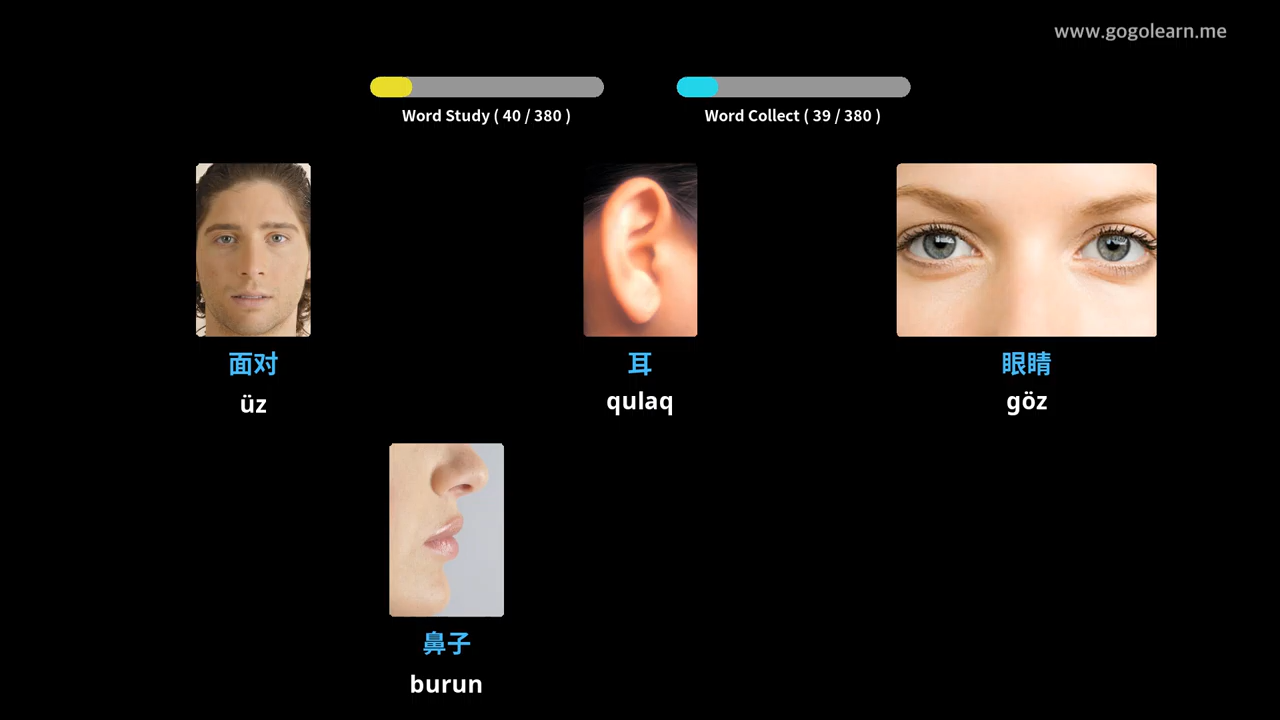 www.gogolearn.me
Word Study ( 40 / 380 )
Word Collect ( 39 / 380 )
面对
耳
眼睛
üz
qulaq
göz
鼻子
burun